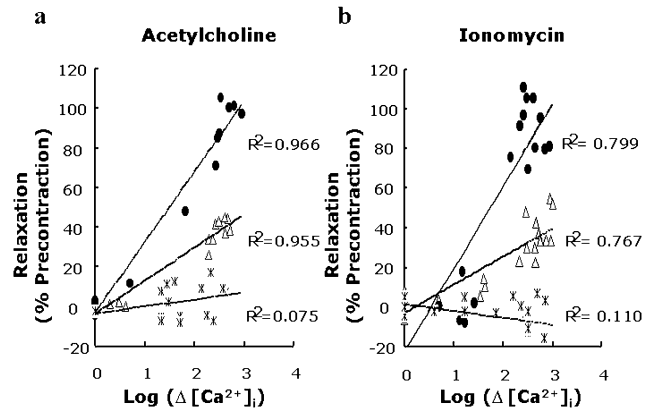 a
Acetylcholine
Relaxation
(% Precontraction)
120
100
80
60
40
20
0
-20
R²=0.966
R²=0.955
R²=0.075
0 1 2 3 4
Log (Δ [Ca²⁺]ᵢ)
b
Ionomycin
Relaxation
(% Precontraction)
120
100
80
60
40
20
0
-20
R²= 0.799
R²= 0.767
R²= 0.110
0 1 2 3 4
Log (Δ [Ca²⁺]ᵢ)